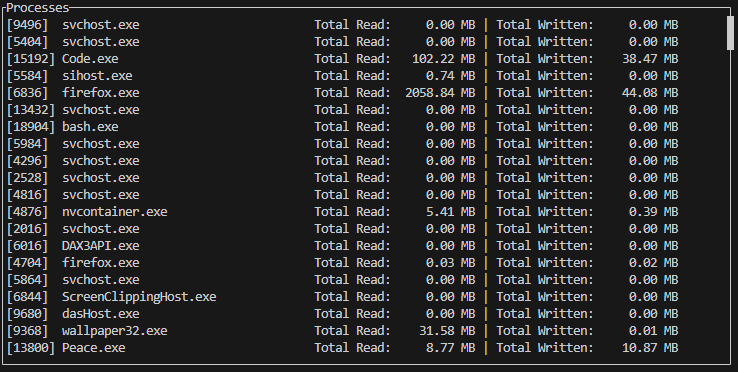 Processes
[9496] svchost.exe Total Read: 0.00 MB | Total Written: 0.00 MB
[5404] svchost.exe Total Read: 0.00 MB | Total Written: 0.00 MB
[15192] Code.exe Total Read: 102.22 MB | Total Written: 38.47 MB
[5584] sihost.exe Total Read: 0.74 MB | Total Written: 0.00 MB
[6836] firefox.exe Total Read: 2058.84 MB | Total Written: 44.08 MB
[13432] svchost.exe Total Read: 0.00 MB | Total Written: 0.00 MB
[18904] bash.exe Total Read: 0.00 MB | Total Written: 0.00 MB
[5984] svchost.exe Total Read: 0.00 MB | Total Written: 0.00 MB
[4296] svchost.exe Total Read: 0.00 MB | Total Written: 0.00 MB
[2528] svchost.exe Total Read: 0.00 MB | Total Written: 0.00 MB
[4816] svchost.exe Total Read: 0.00 MB | Total Written: 0.00 MB
[4876] nvcontainer.exe Total Read: 5.41 MB | Total Written: 0.39 MB
[2016] svchost.exe Total Read: 0.00 MB | Total Written: 0.00 MB
[6016] DAX3API.exe Total Read: 0.00 MB | Total Written: 0.00 MB
[4704] firefox.exe Total Read: 0.03 MB | Total Written: 0.02 MB
[5864] svchost.exe Total Read: 0.00 MB | Total Written: 0.00 MB
[6844] ScreenClippingHost.exe Total Read: 0.00 MB | Total Written: 0.00 MB
[9680] dasHost.exe Total Read: 0.00 MB | Total Written: 0.00 MB
[9368] wallpaper32.exe Total Read: 31.58 MB | Total Written: 0.01 MB
[13800] Peace.exe Total Read: 8.77 MB | Total Written: 10.87 MB